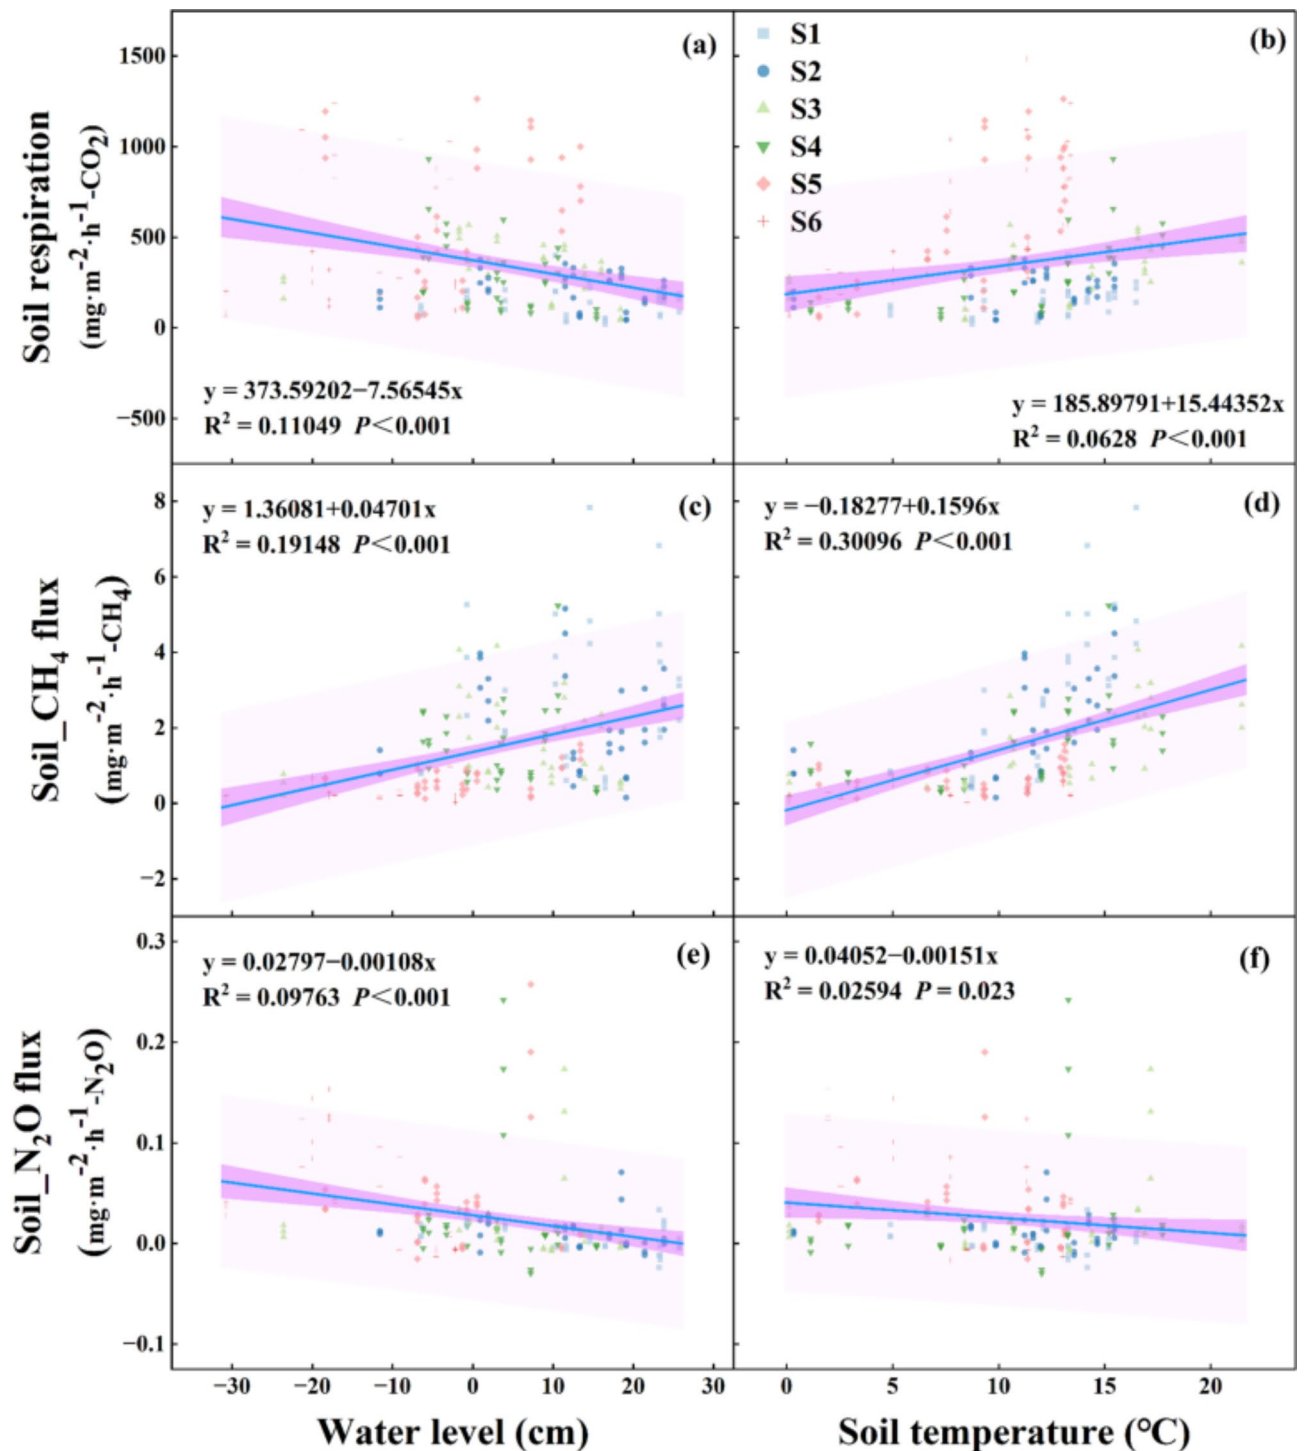 (a)
1500
1000
500
0
−500
Soil respiration
(mg·m⁻²·h⁻¹-CO₂)
y = 373.59202−7.56545x
R² = 0.11049 P<0.001
(b)
S1
S2
S3
S4
S5
S6
y = 185.89791+15.44352x
R² = 0.0628 P<0.001
(c)
8
6
4
2
0
−2
Soil_CH₄ flux
(mg·m⁻²·h⁻¹-CH₄)
y = 1.36081+0.04701x
R² = 0.19148 P<0.001
(d)
y = −0.18277+0.1596x
R² = 0.30096 P<0.001
(e)
0.3
0.2
0.1
0.0
−0.1
Soil_N₂O flux
(mg·m⁻²·h⁻¹-N₂O)
y = 0.02797−0.00108x
R² = 0.09763 P<0.001
(f)
y = 0.04052−0.00151x
R² = 0.02594 P = 0.023
−30 −20 −10 0 10 20 30
0 5 10 15 20
Water level (cm)
Soil temperature (°C)